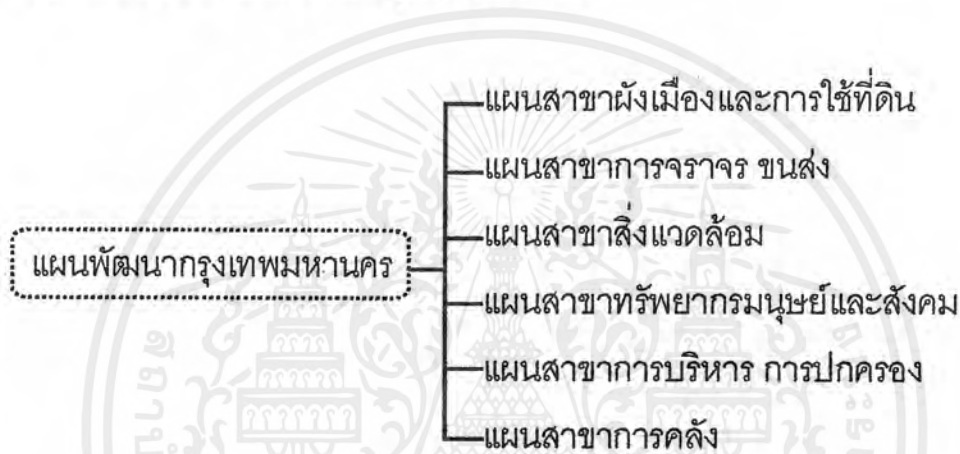 แผนสาขาผังเมืองและการใช้ที่ดิน
แผนสาขาการจราจร ขนส่ง
แผนสาขาสิ่งแวดล้อม
แผนพัฒนากรุงเทพมหานคร
แผนสาขาทรัพยากรมนุษย์และสังคม
แผนสาขาการบริหาร การปกครอง
แผนสาขาการคลัง